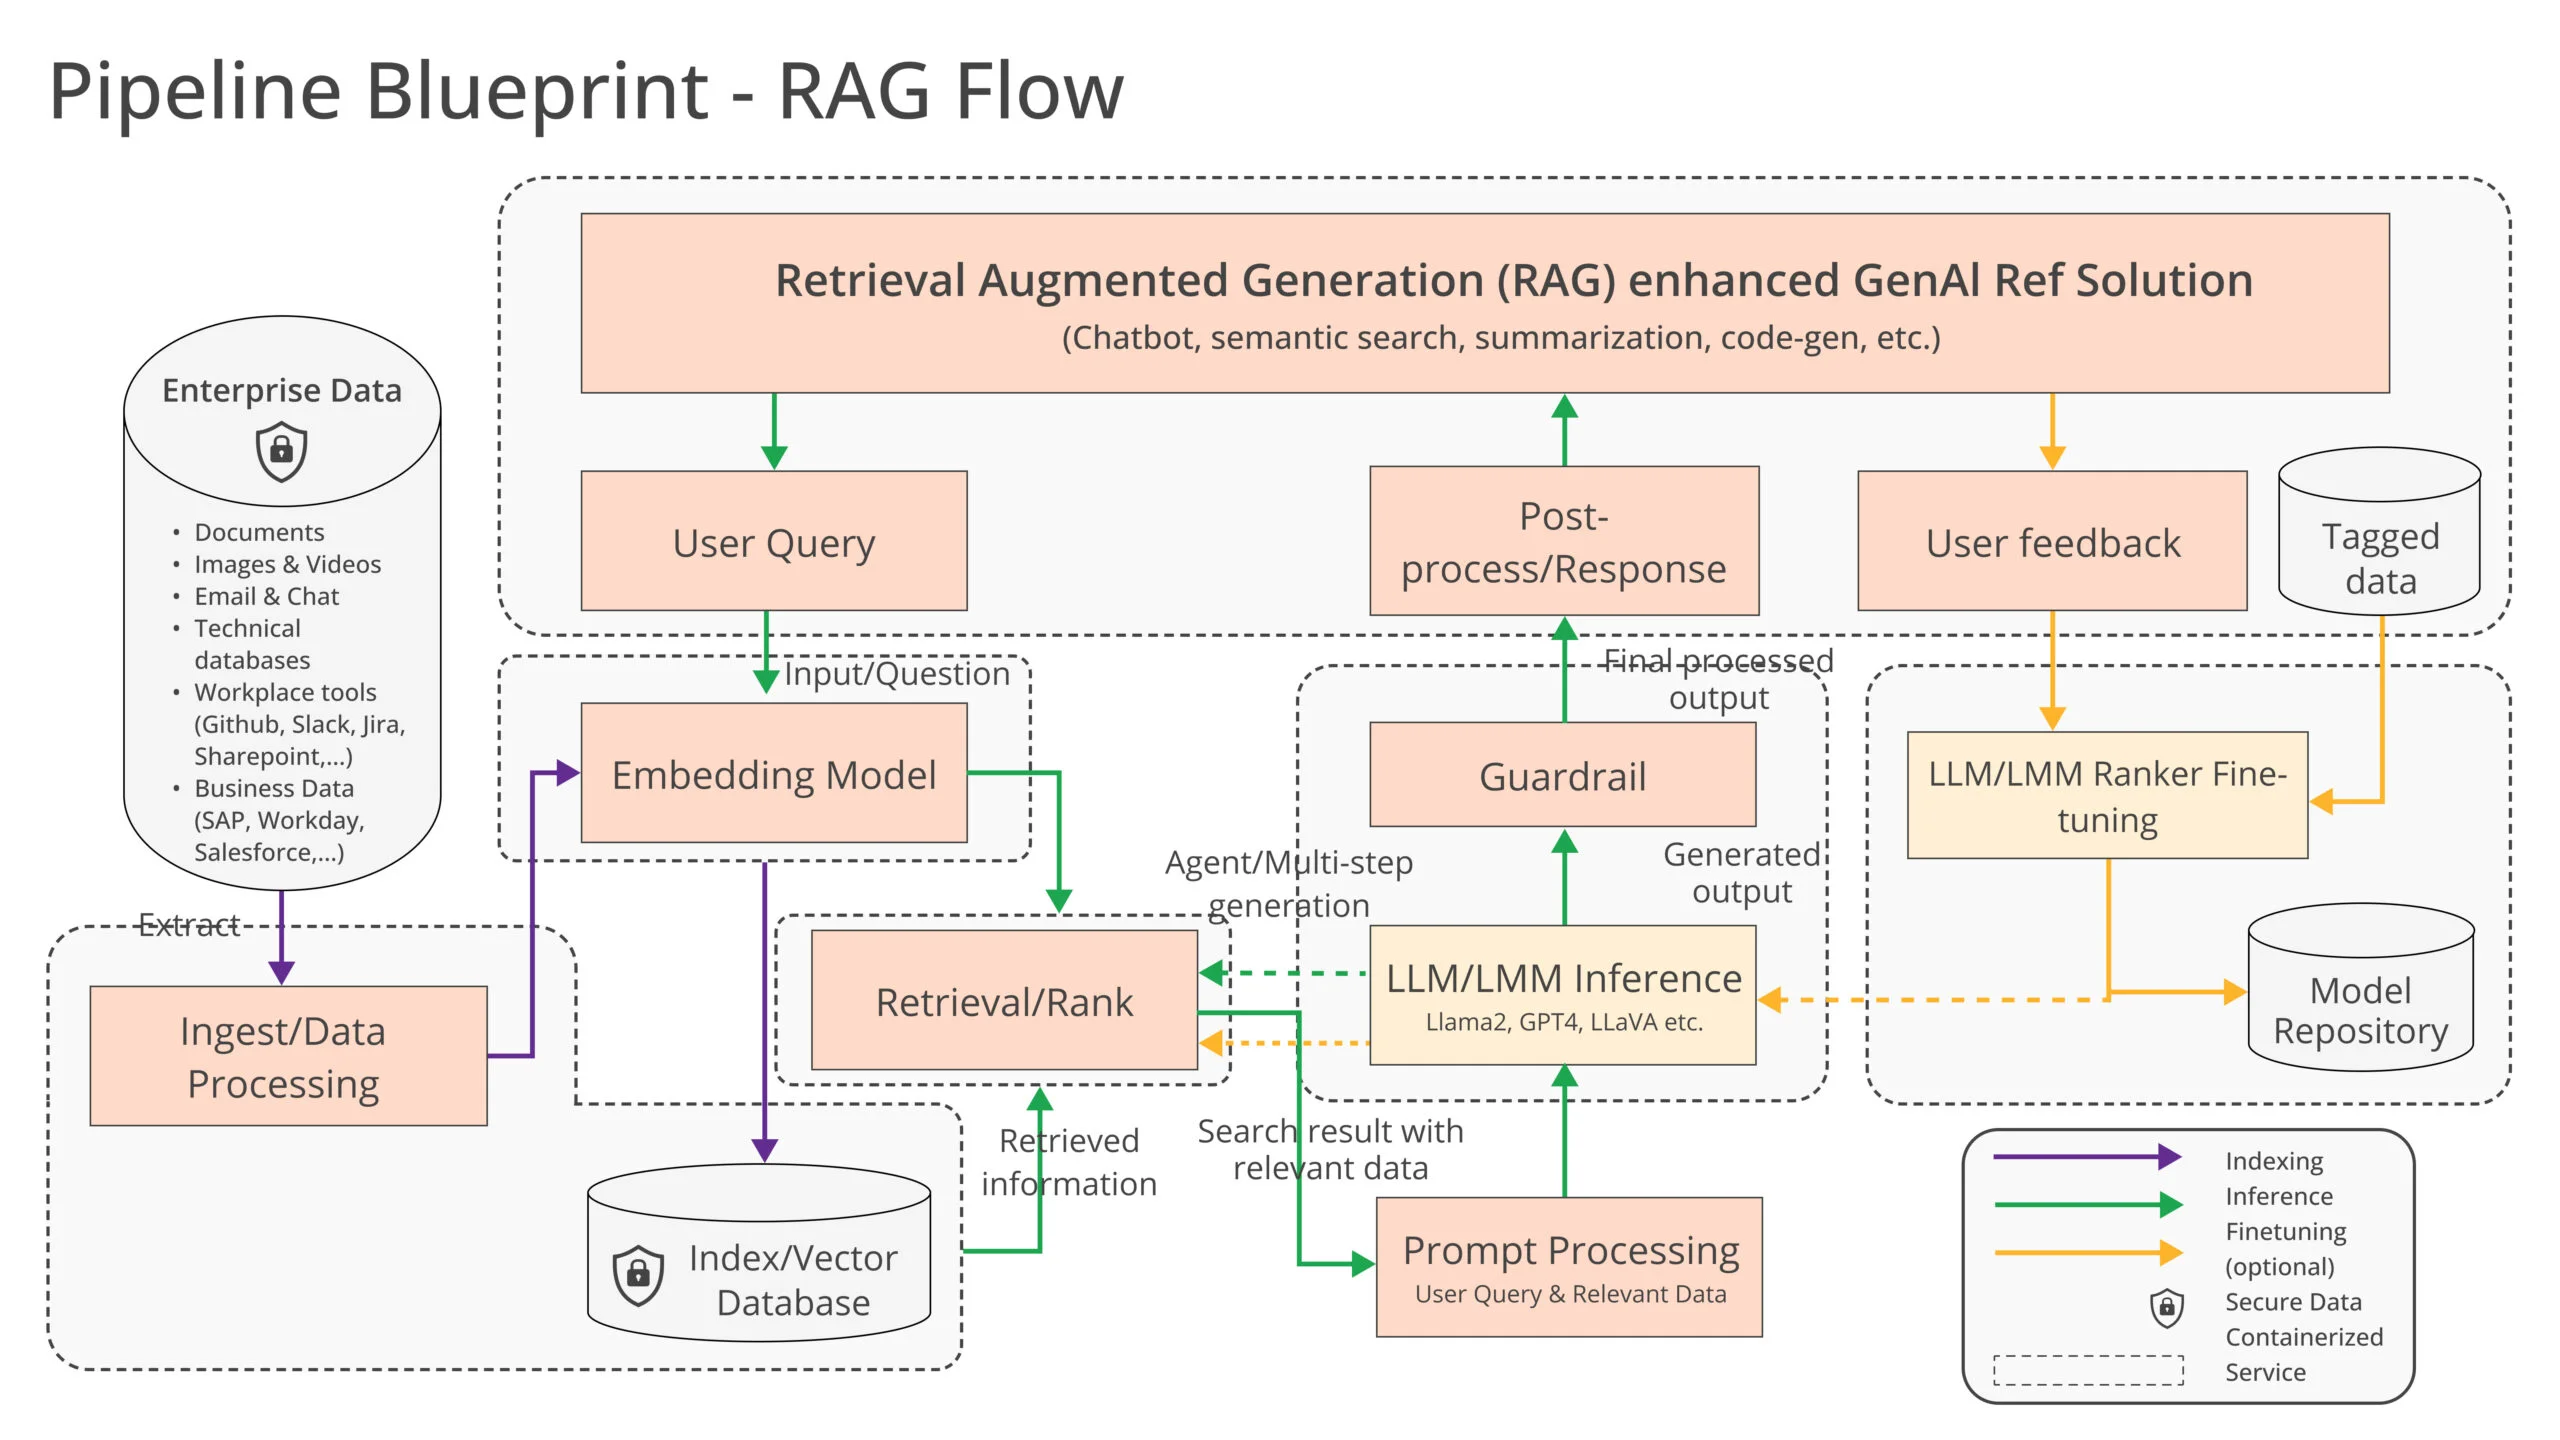 Pipeline Blueprint - RAG Flow
Retrieval Augmented Generation (RAG) enhanced GenAI Ref Solution
(Chatbot, semantic search, summarization, code-gen, etc.)
Enterprise Data
• Documents
• Images & Videos
• Email & Chat
• Technical
databases
• Workplace tools
(Github, Slack, Jira,
Sharepoint,...)
• Business Data
(SAP, Workday,
Salesforce,...)
User Query
Post-
process/Response
User feedback
Tagged
data
Input/Question
Final processed
output
Embedding Model
Guardrail
LLM/LMM Ranker Fine-
tuning
Agent/Multi-step
generation
Generated
output
Extract
Ingest/Data
Processing
Retrieval/Rank
LLM/LMM Inference
Llama2, GPT4, LLaVA etc.
Model
Repository
Retrieved
information
Search result with
relevant data
Index/Vector
Database
Prompt Processing
User Query & Relevant Data
Indexing
Inference
Finetuning
(optional)
Secure Data
Containerized
Service